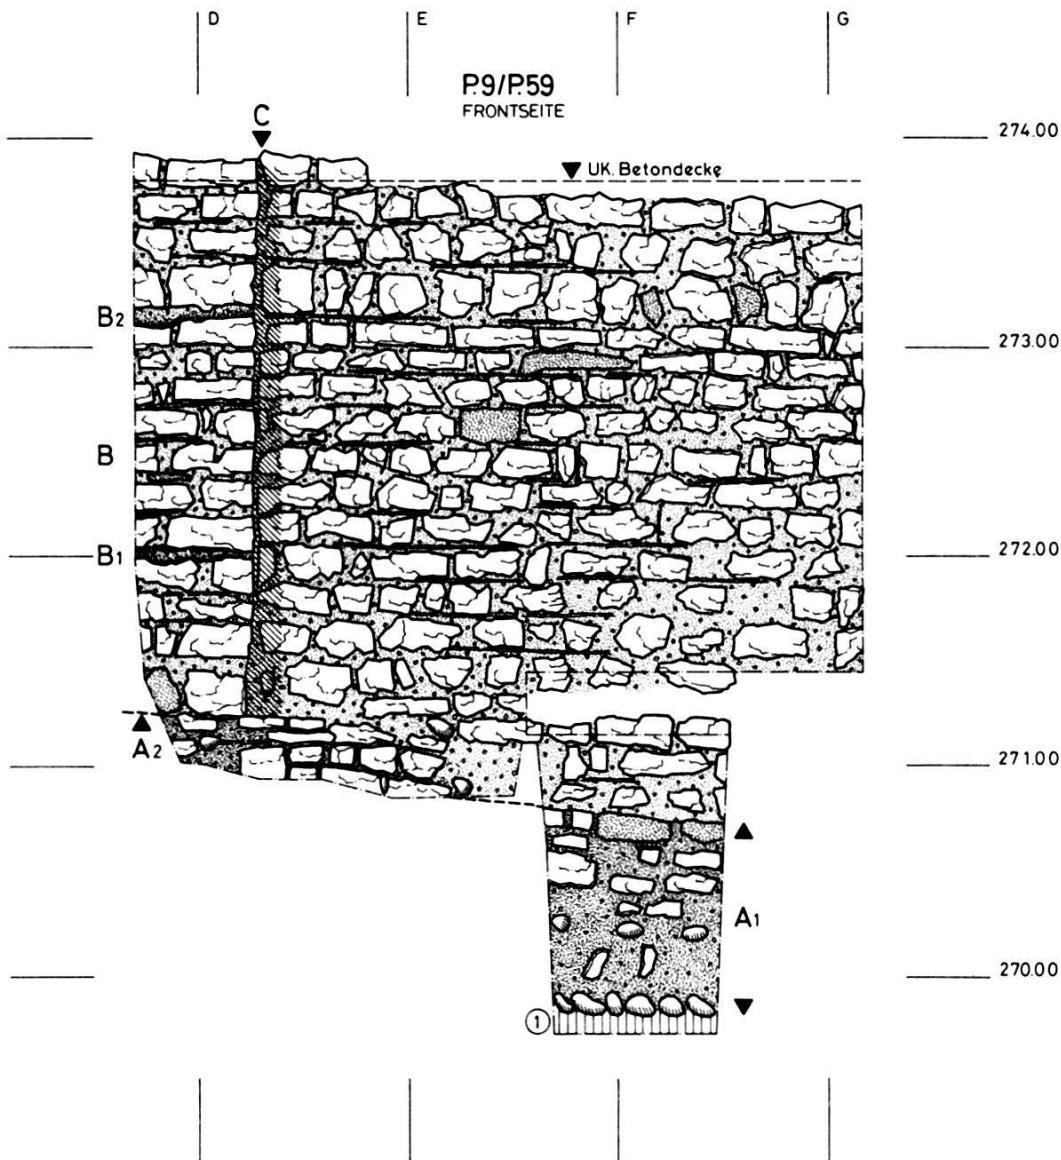 D E F G
P.9/P.59
FRONTSEITE
C
274.00
UK. Betondecke
B2
273.00
B
B1
272.00
A2
271.00
A1
270.00
1